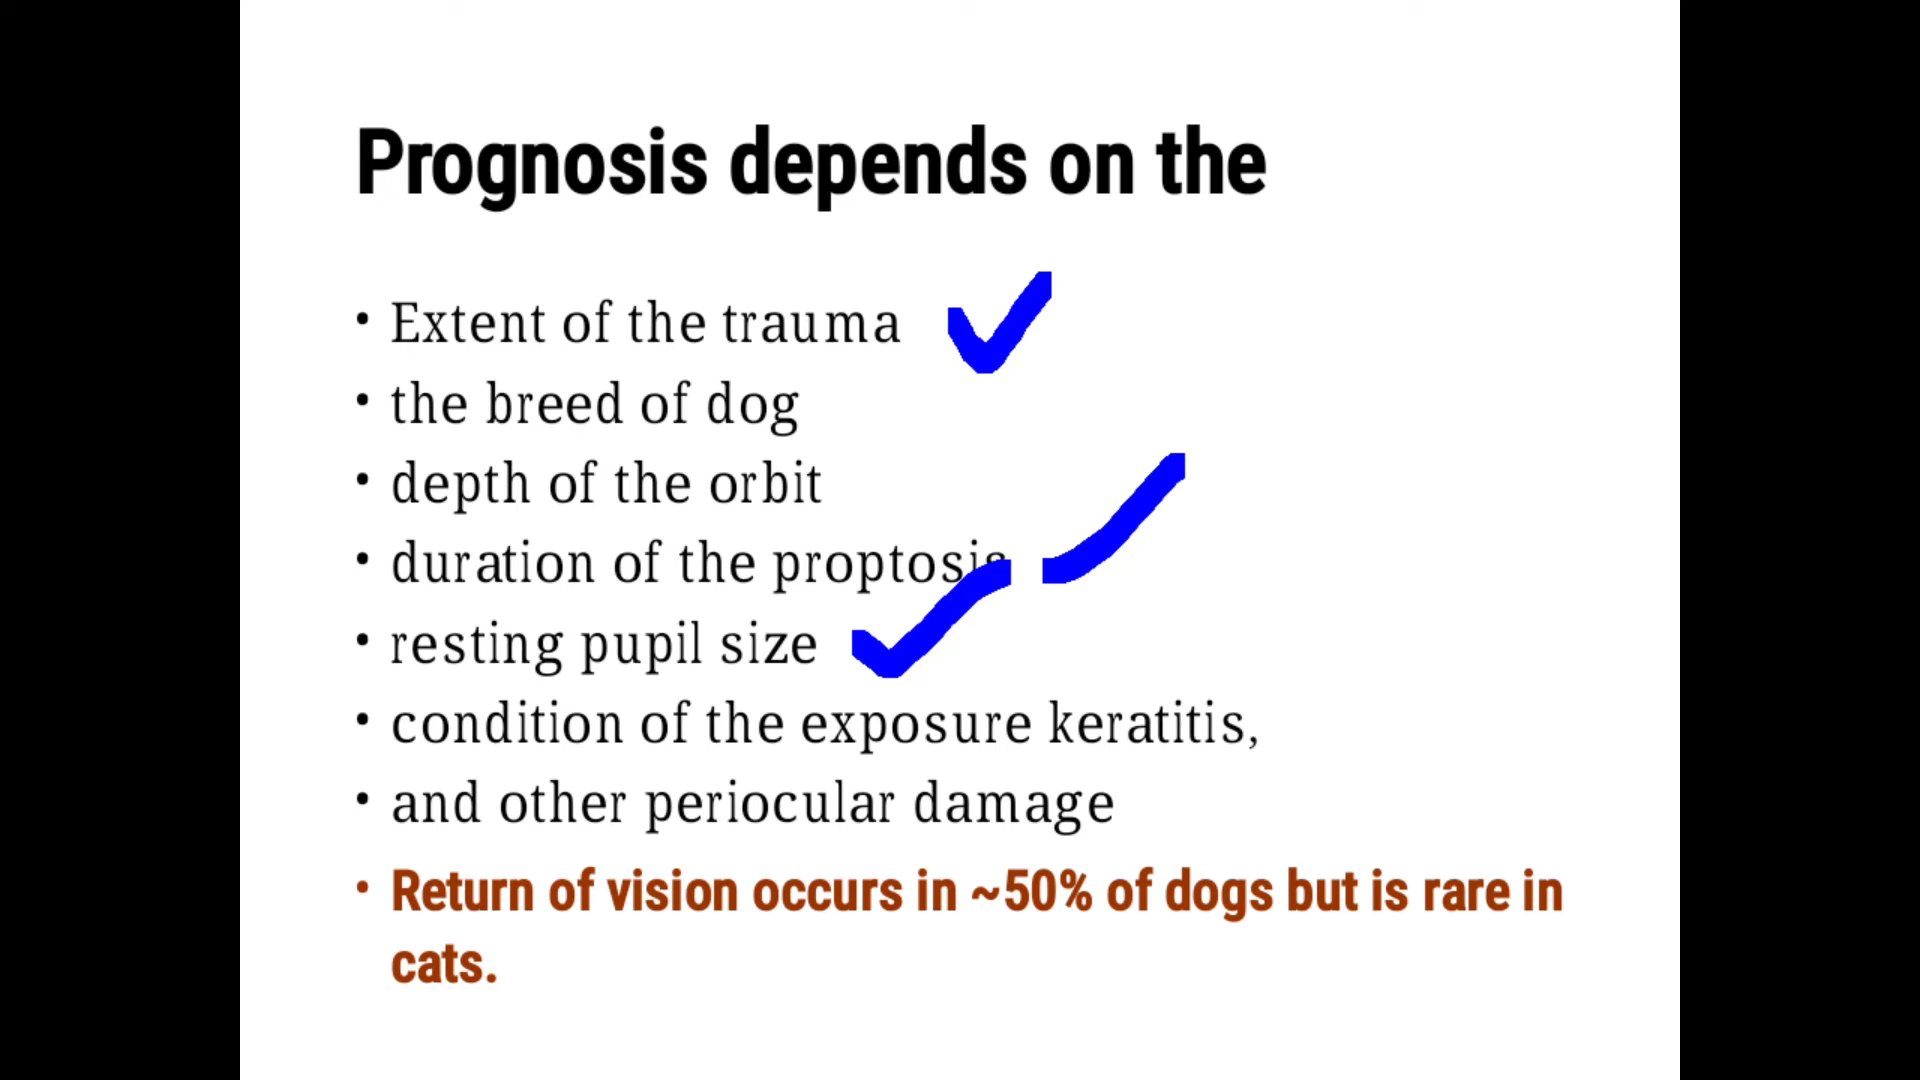 Prognosis depends on the
• Extent of the trauma
• the breed of dog
• depth of the orbit
• duration of the proptosis
• resting pupil size
• condition of the exposure keratitis,
• and other periocular damage
• Return of vision occurs in ~50% of dogs but is rare in
cats.